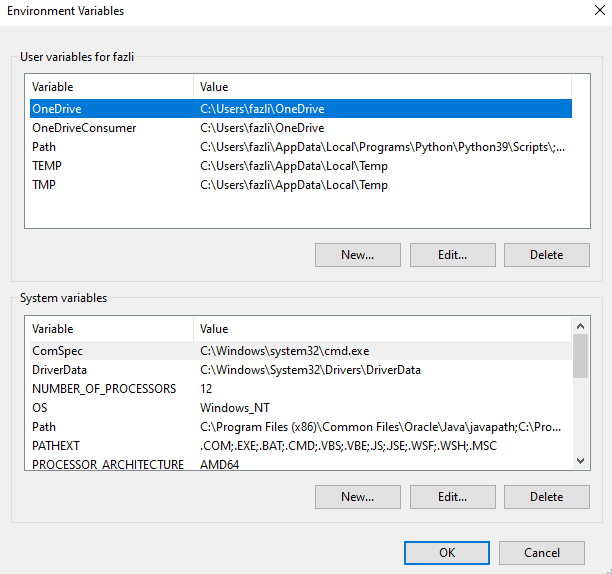 Environment Variables
User variables for fazli
Variable Value
OneDrive C:\Users\fazli\OneDrive
OneDriveConsumer C:\Users\fazli\OneDrive
Path C:\Users\fazli\AppData\Local\Programs\Python\Python39\Scripts\;...
TEMP C:\Users\fazli\AppData\Local\Temp
TMP C:\Users\fazli\AppData\Local\Temp
New... Edit... Delete
System variables
Variable Value
ComSpec C:\Windows\system32\cmd.exe
DriverData C:\Windows\System32\Drivers\DriverData
NUMBER_OF_PROCESSORS 12
OS Windows_NT
Path C:\Program Files (x86)\Common Files\Oracle\Java\javapath;C:\Pro...
PATHEXT .COM;.EXE;.BAT;.CMD;.VBS;.VBE;.JS;.JSE;.WSF;.WSH;.MSC
PROCESSOR_ARCHITECTURE AMD64
New... Edit... Delete
OK Cancel